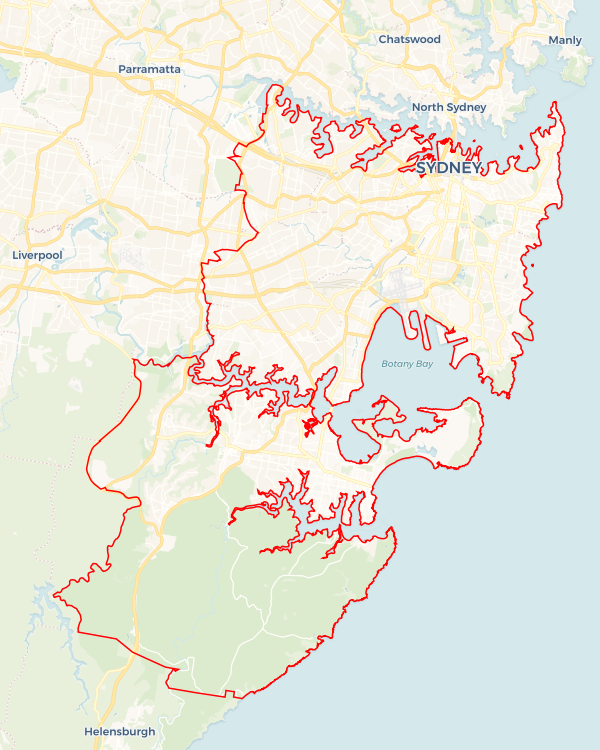 Manly
Chatswood
Parramatta
North Sydney
SYDNEY
Liverpool
Botany Bay
Helensburgh